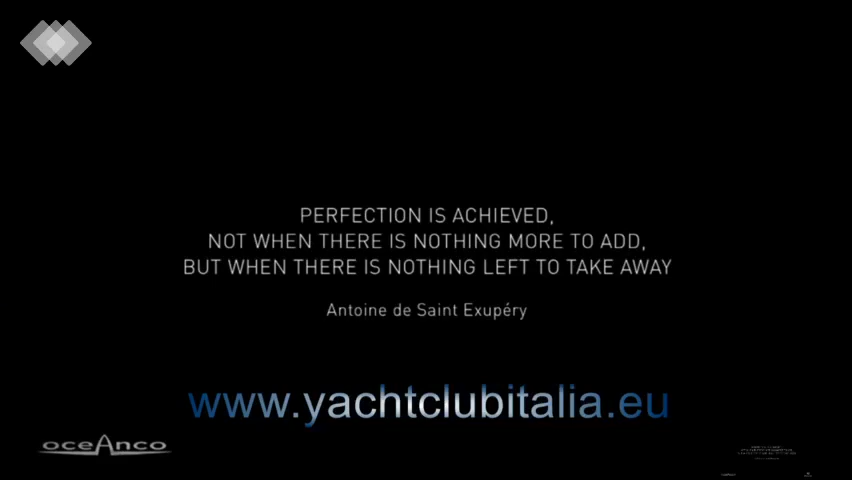 PERFECTION IS ACHIEVED,
NOT WHEN THERE IS NOTHING MORE TO ADD,
BUT WHEN THERE IS NOTHING LEFT TO TAKE AWAY
Antoine de Saint Exupéry
www.yachtclubitalia.eu
oceAnco